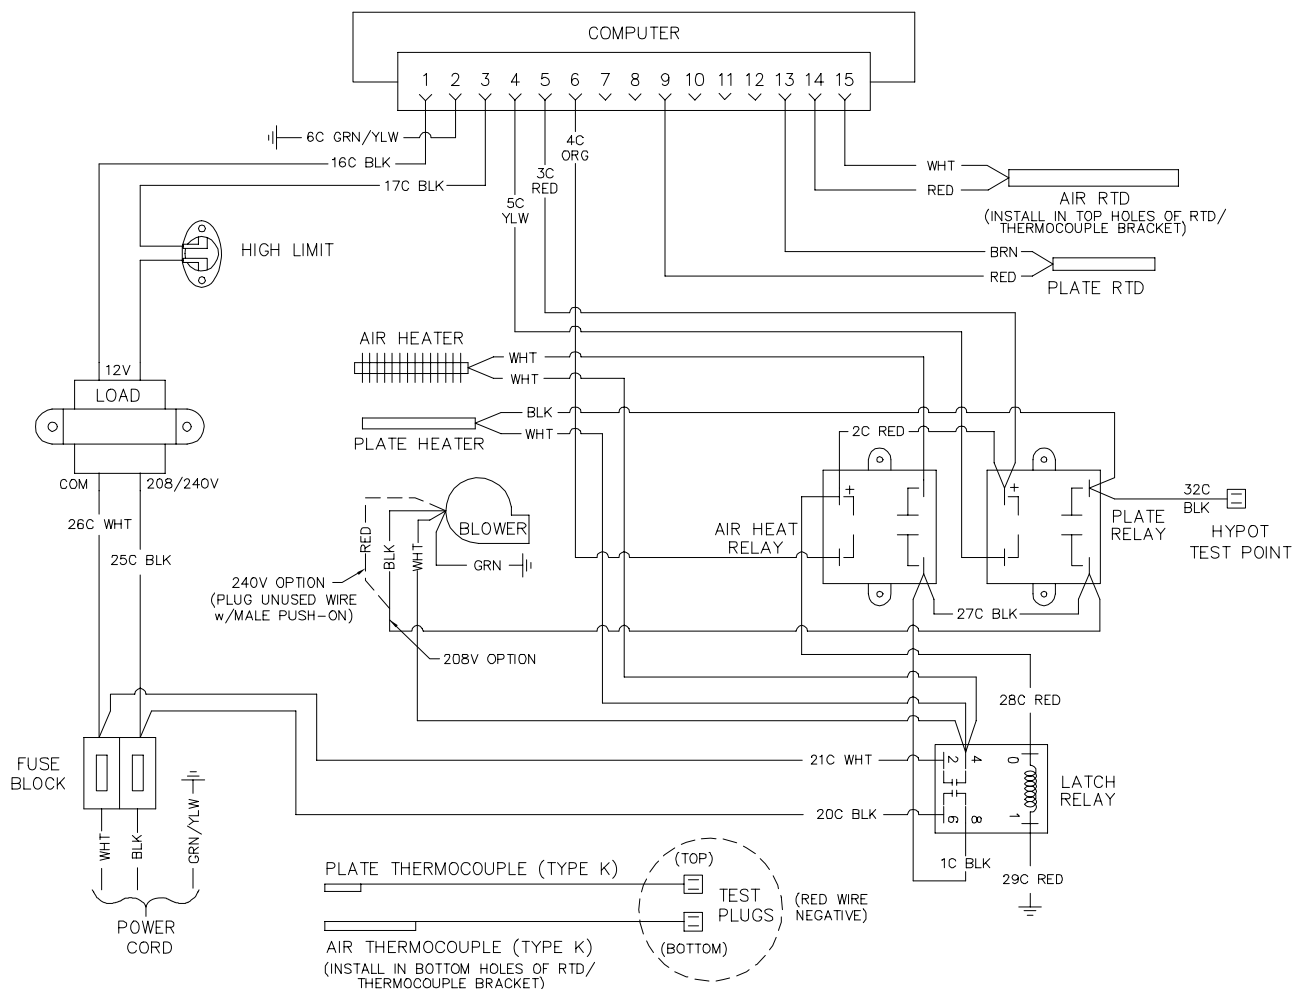 COMPUTER
1 2 3 4 5 6 7 8 9 10 11 12 13 14 15
6C GRN/YLW
4C
ORG
16C BLK
WHT
3C
RED
17C BLK
RED
AIR RTD
(INSTALL IN TOP HOLES OF RTD/
THERMOCOUPLE BRACKET)
5C
YLW
HIGH LIMIT
BRN
RED
PLATE RTD
AIR HEATER
WHT
WHT
12V
LOAD
BLK
PLATE HEATER
WHT
2C RED
COM
208/240V
26C WHT
25C BLK
BLOWER
RED
BLK
WHT
GRN
240V OPTION
(PLUG UNUSED WIRE
w/MALE PUSH-ON)
208V OPTION
AIR HEAT
RELAY
+
+
PLATE
RELAY
32C
BLK
HYPOT
TEST POINT
27C BLK
28C RED
FUSE
BLOCK
21C WHT
2 4
0
LATCH
RELAY
20C BLK
6 8
1
WHT
BLK
GRN/YLW
1C BLK
29C RED
POWER
CORD
PLATE THERMOCOUPLE (TYPE K)
(TOP)
TEST
PLUGS
(RED WIRE
NEGATIVE)
(BOTTOM)
AIR THERMOCOUPLE (TYPE K)
(INSTALL IN BOTTOM HOLES OF RTD/
THERMOCOUPLE BRACKET)